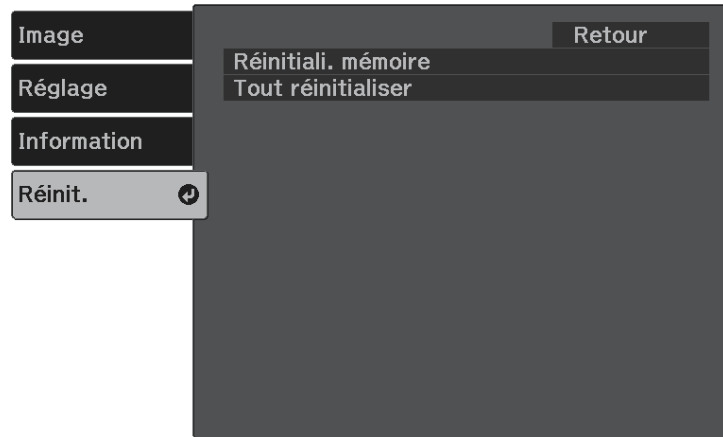 Image
Réglage
Information
Réinit.
Retour
Réinitiali. mémoire
Tout réinitialiser